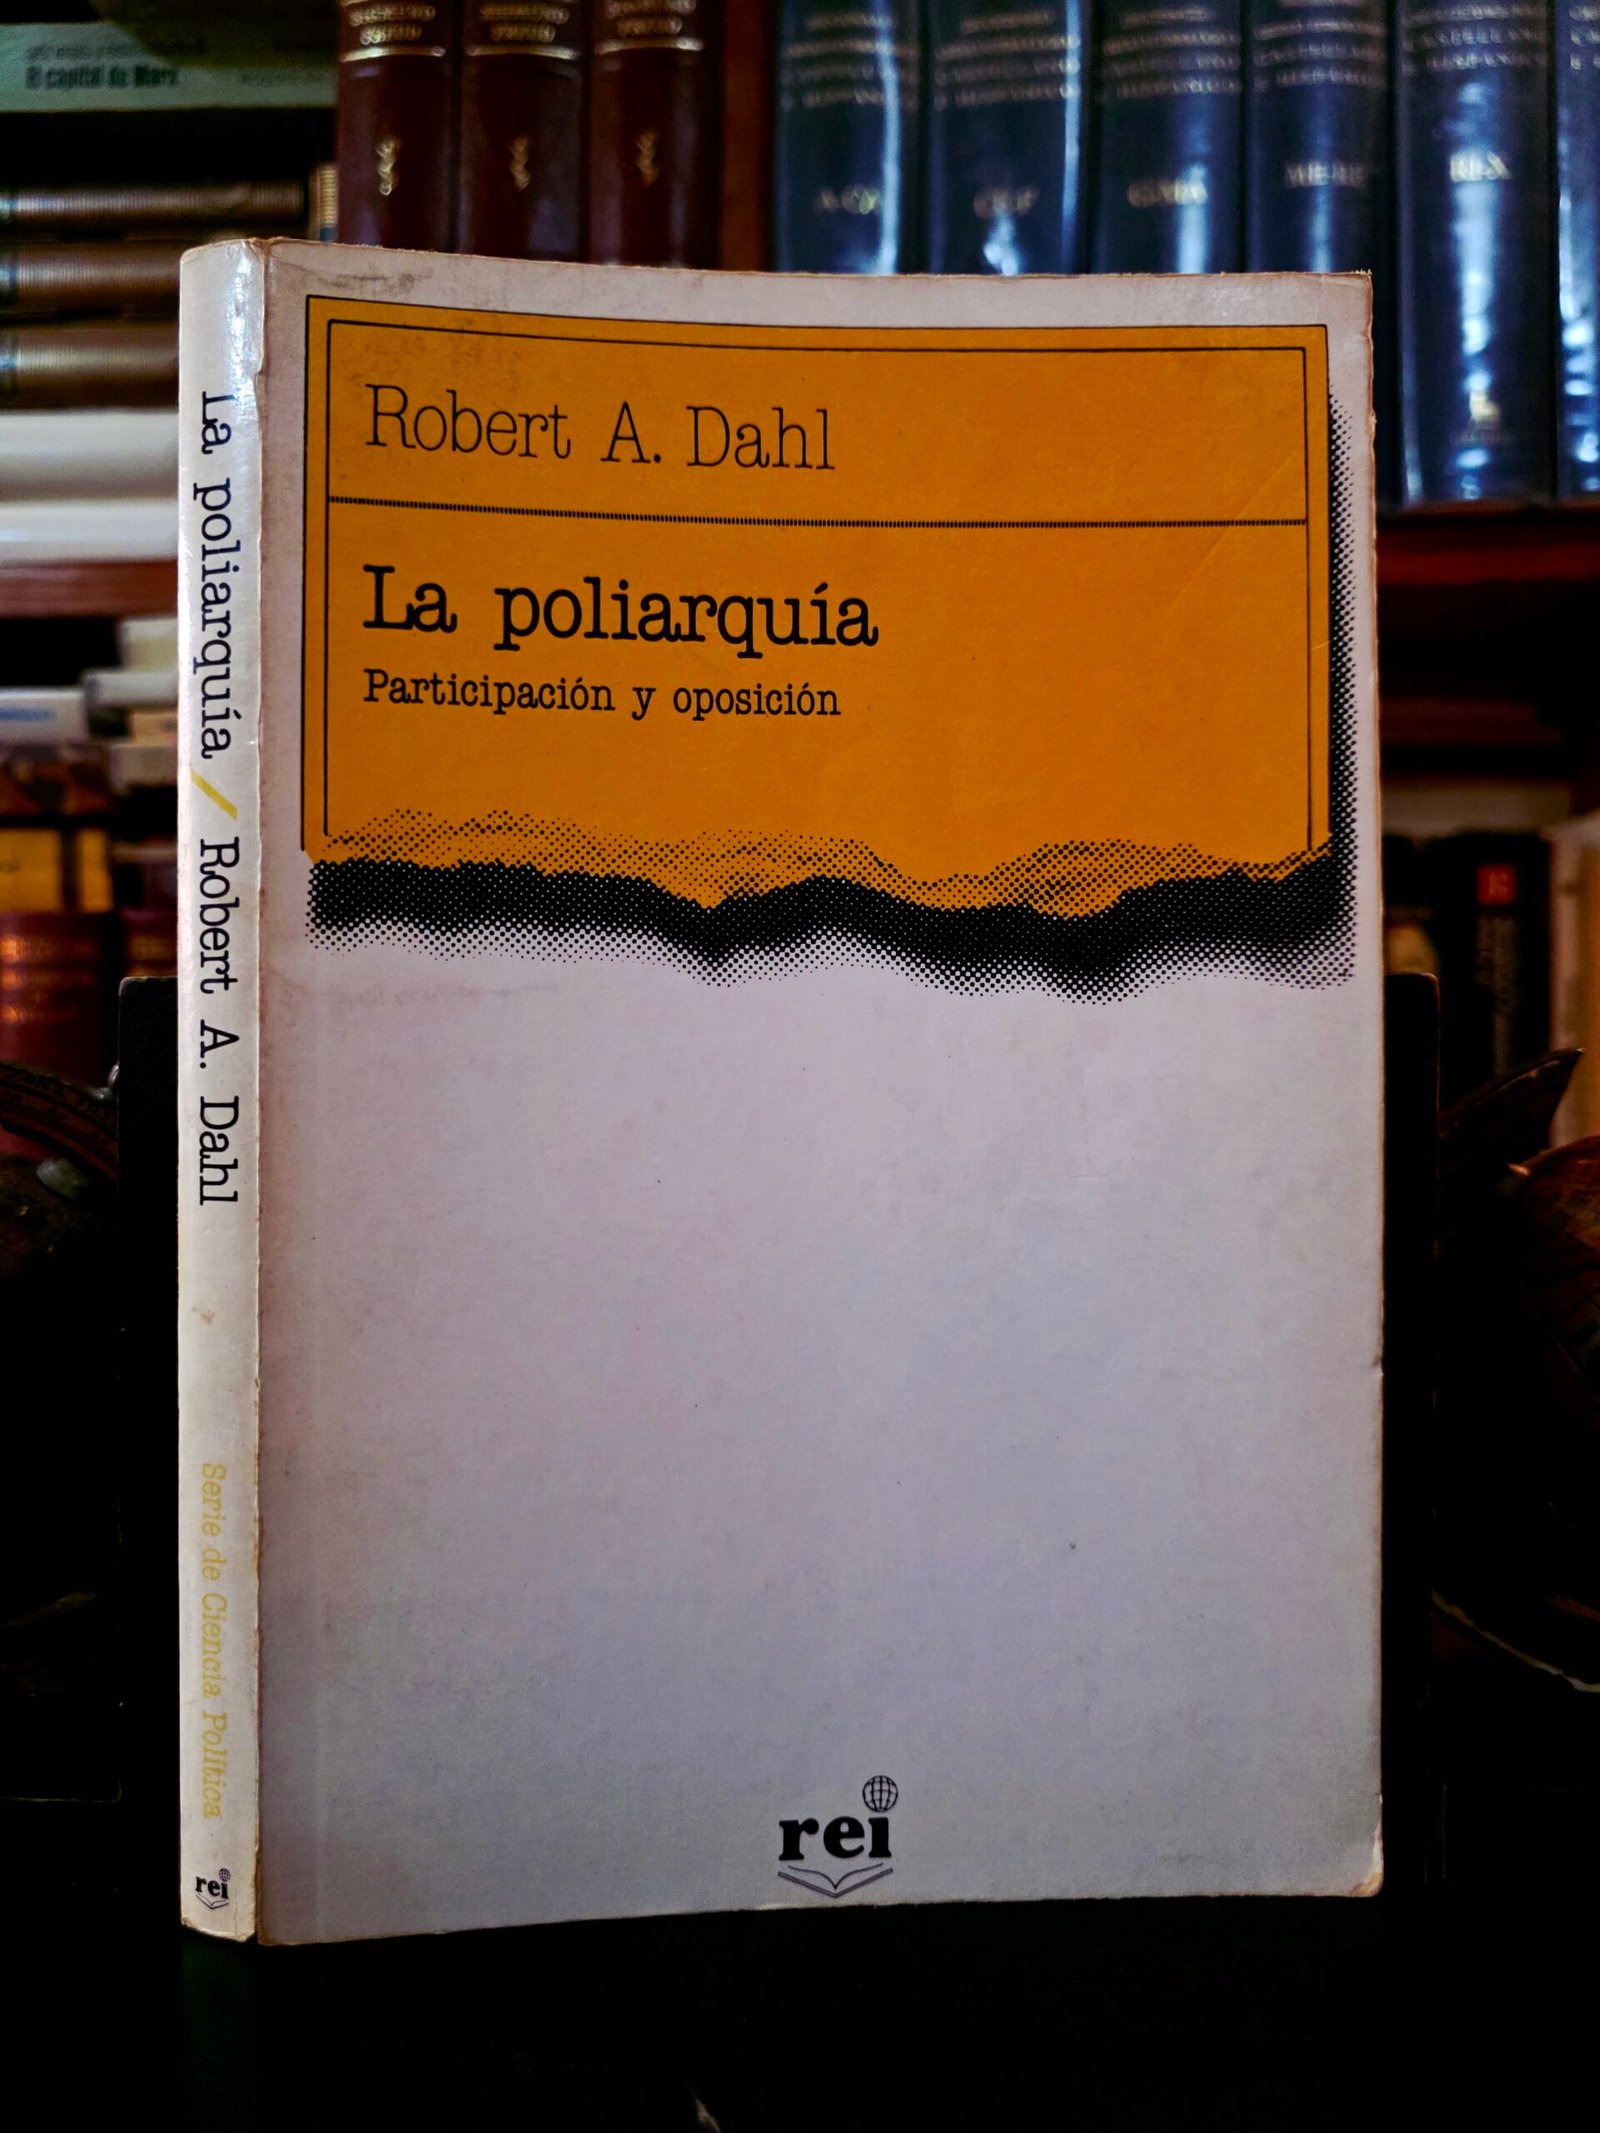 El capital de Marx
Robert A. Dahl
La poliarquía
Participación y oposición
rei
La poliarquía / Robert A. Dahl
Serie de Ciencia Política
rei